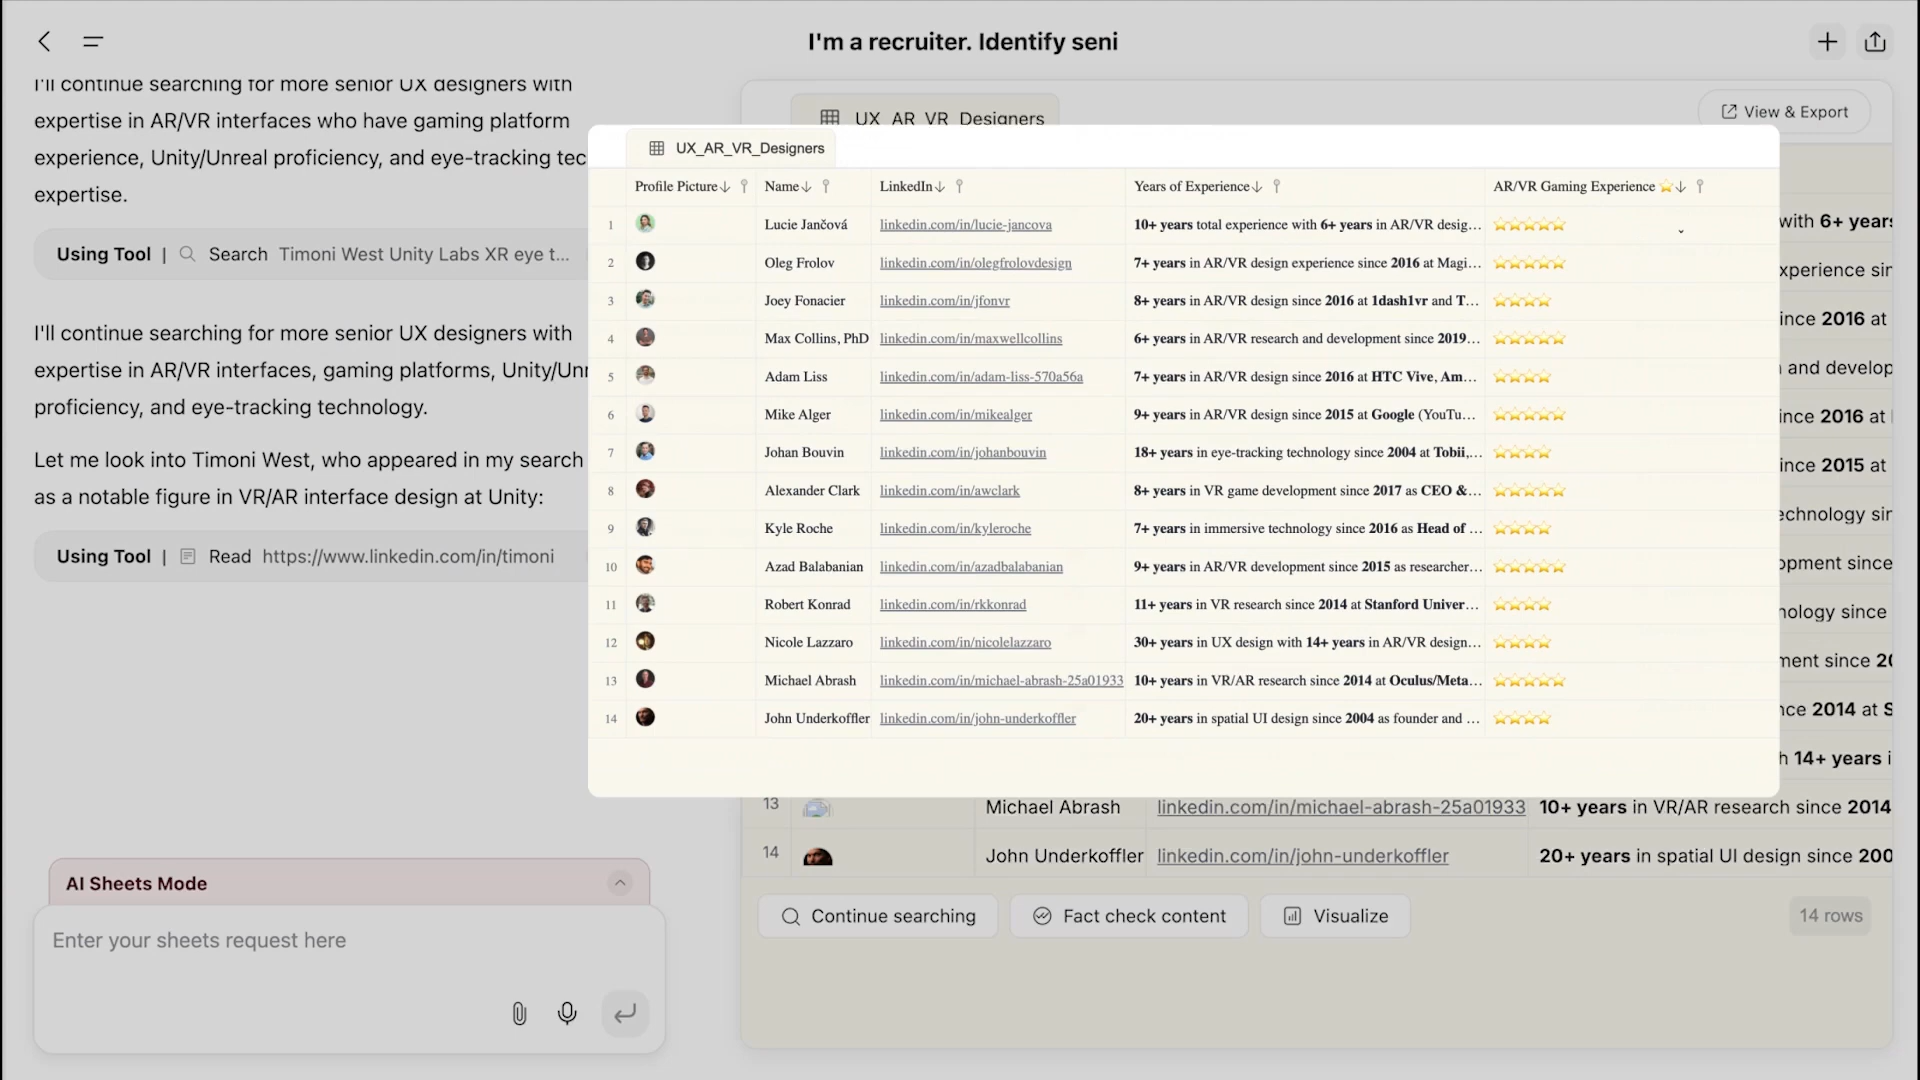 I'm a recruiter. Identify seni
I'll continue searching for more senior UX designers with
expertise in AR/VR interfaces who have gaming platform
experience, Unity/Unreal proficiency, and eye-tracking tec
expertise.
Using Tool | Search Timoni West Unity Labs XR eye t...
I'll continue searching for more senior UX designers with
expertise in AR/VR interfaces, gaming platforms, Unity/Unr
proficiency, and eye-tracking technology.
Let me look into Timoni West, who appeared in my search
as a notable figure in VR/AR interface design at Unity:
Using Tool | Read https://www.linkedin.com/in/timoni
AI Sheets Mode
Enter your sheets request here
UX_AR_VR_Designers
View & Export
UX_AR_VR_Designers
Profile Picture↓ Name↓ LinkedIn↓ Years of Experience↓ AR/VR Gaming Experience ⭐↓
1 Lucie Jančová linkedin.com/in/lucie-jancova 10+ years total experience with 6+ years in AR/VR desig... ⭐⭐⭐⭐⭐
2 Oleg Frolov linkedin.com/in/olegfrolovdesign 7+ years in AR/VR design experience since 2016 at Magi... ⭐⭐⭐⭐⭐
3 Joey Fonacier linkedin.com/in/jfonvr 8+ years in AR/VR design since 2016 at 1dash1vr and T... ⭐⭐⭐⭐
4 Max Collins, PhD linkedin.com/in/maxwellcollins 6+ years in AR/VR research and development since 2019... ⭐⭐⭐⭐⭐
5 Adam Liss linkedin.com/in/adam-liss-570a56a 7+ years in AR/VR design since 2016 at HTC Vive, Am... ⭐⭐⭐⭐
6 Mike Alger linkedin.com/in/mikealger 9+ years in AR/VR design since 2015 at Google (YouTu... ⭐⭐⭐⭐⭐
7 Johan Bouvin linkedin.com/in/johanbouvin 18+ years in eye-tracking technology since 2004 at Tobii,... ⭐⭐⭐⭐
8 Alexander Clark linkedin.com/in/awclark 8+ years in VR game development since 2017 as CEO &... ⭐⭐⭐⭐⭐
9 Kyle Roche linkedin.com/in/kyleroche 7+ years in immersive technology since 2016 as Head of ... ⭐⭐⭐⭐
10 Azad Balabanian linkedin.com/in/azadbalabanian 9+ years in AR/VR development since 2015 as researcher... ⭐⭐⭐⭐⭐
11 Robert Konrad linkedin.com/in/rkkonrad 11+ years in VR research since 2014 at Stanford Univer... ⭐⭐⭐⭐
12 Nicole Lazzaro linkedin.com/in/nicolelazzaro 30+ years in UX design with 14+ years in AR/VR design... ⭐⭐⭐⭐
13 Michael Abrash linkedin.com/in/michael-abrash-25a01933 10+ years in VR/AR research since 2014 at Oculus/Meta... ⭐⭐⭐⭐⭐
14 John Underkoffler linkedin.com/in/john-underkoffler 20+ years in spatial UI design since 2004 as founder and ... ⭐⭐⭐⭐
with 6+ years
xperience sin
ince 2016 at
and develop
ince 2016 at
ince 2015 at
echnology sin
opment since
nology since
ment since 20
nce 2014 at S
h 14+ years i
13 Michael Abrash linkedin.com/in/michael-abrash-25a01933 10+ years in VR/AR research since 2014
14 John Underkoffler linkedin.com/in/john-underkoffler 20+ years in spatial UI design since 200
Continue searching Fact check content Visualize 14 rows